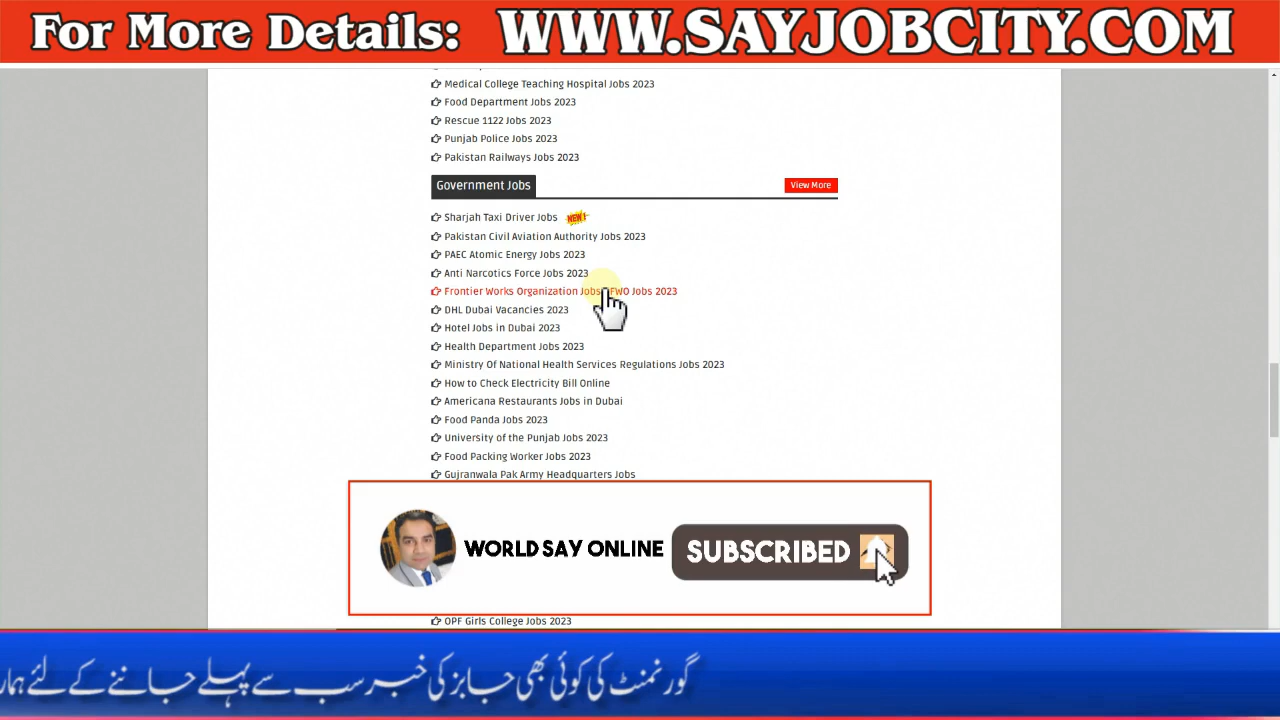 For More Details: WWW.SAYJOBCITY.COM
Medical College Teaching Hospital Jobs 2023
Food Department Jobs 2023
Rescue 1122 Jobs 2023
Punjab Police Jobs 2023
Pakistan Railways Jobs 2023
Government Jobs View More
Sharjah Taxi Driver Jobs NEW!
Pakistan Civil Aviation Authority Jobs 2023
PAEC Atomic Energy Jobs 2023
Anti Narcotics Force Jobs 2023
Frontier Works Organization Jobs FWO Jobs 2023
DHL Dubai Vacancies 2023
Hotel Jobs in Dubai 2023
Health Department Jobs 2023
Ministry Of National Health Services Regulations Jobs 2023
How to Check Electricity Bill Online
Americana Restaurants Jobs in Dubai
Food Panda Jobs 2023
University of the Punjab Jobs 2023
Food Packing Worker Jobs 2023
Gujranwala Pak Army Headquarters Jobs
WORLD SAY ONLINE SUBSCRIBED
OPF Girls College Jobs 2023
گورنمنٹ کی کوئی بھی جابز کی خبر سب سے پہلے جاننے کے لئے ہمار